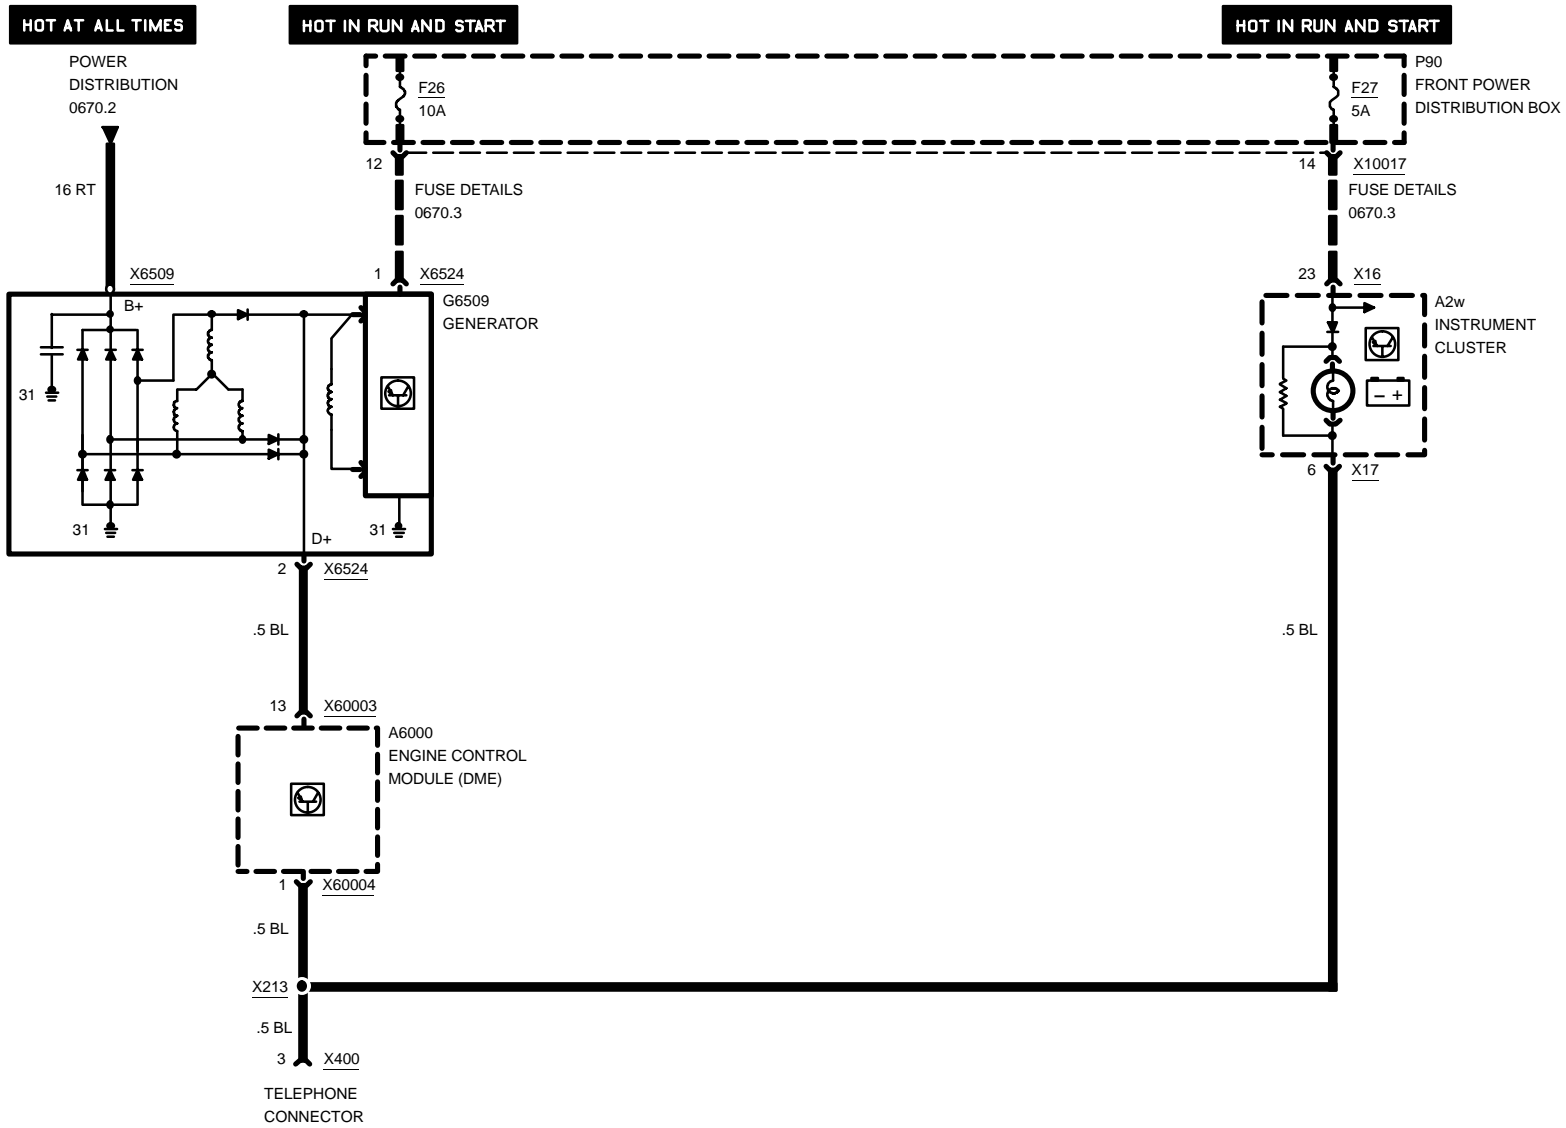 HOT AT ALL TIMES
HOT IN RUN AND START
HOT IN RUN AND START
POWER
DISTRIBUTION
0670.2
F26
10A
F27
5A
P90
FRONT POWER
DISTRIBUTION BOX
12
14
X10017
16 RT
FUSE DETAILS
0670.3
FUSE DETAILS
0670.3
X6509
1
X6524
23
X16
B+
G6509
GENERATOR
A2w
INSTRUMENT
CLUSTER
31
- +
31
31
D+
6
X17
2
X6524
.5 BL
.5 BL
13
X60003
A6000
ENGINE CONTROL
MODULE (DME)
1
X60004
.5 BL
X213
.5 BL
3
X400
TELEPHONE
CONNECTOR